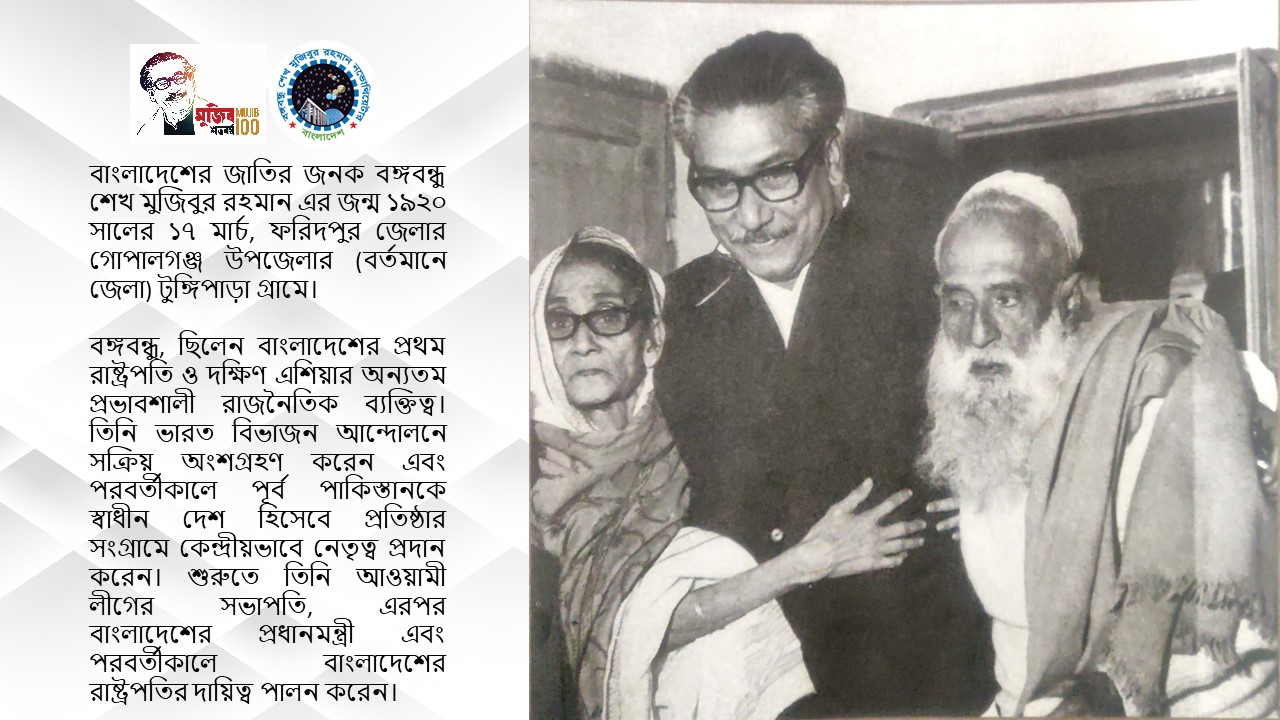 মুজিব
শতবর্ষ
MUJIB
100
বঙ্গবন্ধু শেখ মুজিবুর রহমান নভোথিয়েটার
বাংলাদেশ
বাংলাদেশের জাতির জনক বঙ্গবন্ধু
শেখ মুজিবুর রহমান এর জন্ম ১৯২০
সালের ১৭ মার্চ, ফরিদপুর জেলার
গোপালগঞ্জ উপজেলার (বর্তমানে
জেলা) টুঙ্গিপাড়া গ্রামে।
বঙ্গবন্ধু, ছিলেন বাংলাদেশের প্রথম
রাষ্ট্রপতি ও দক্ষিণ এশিয়ার অন্যতম
প্রভাবশালী রাজনৈতিক ব্যক্তিত্ব।
তিনি ভারত বিভাজন আন্দোলনে
সক্রিয় অংশগ্রহণ করেন এবং
পরবর্তীকালে পূর্ব পাকিস্তানকে
স্বাধীন দেশ হিসেবে প্রতিষ্ঠার
সংগ্রামে কেন্দ্রীয়ভাবে নেতৃত্ব প্রদান
করেন। শুরুতে তিনি আওয়ামী
লীগের সভাপতি, এরপর
বাংলাদেশের প্রধানমন্ত্রী এবং
পরবর্তীকালে বাংলাদেশের
রাষ্ট্রপতির দায়িত্ব পালন করেন।